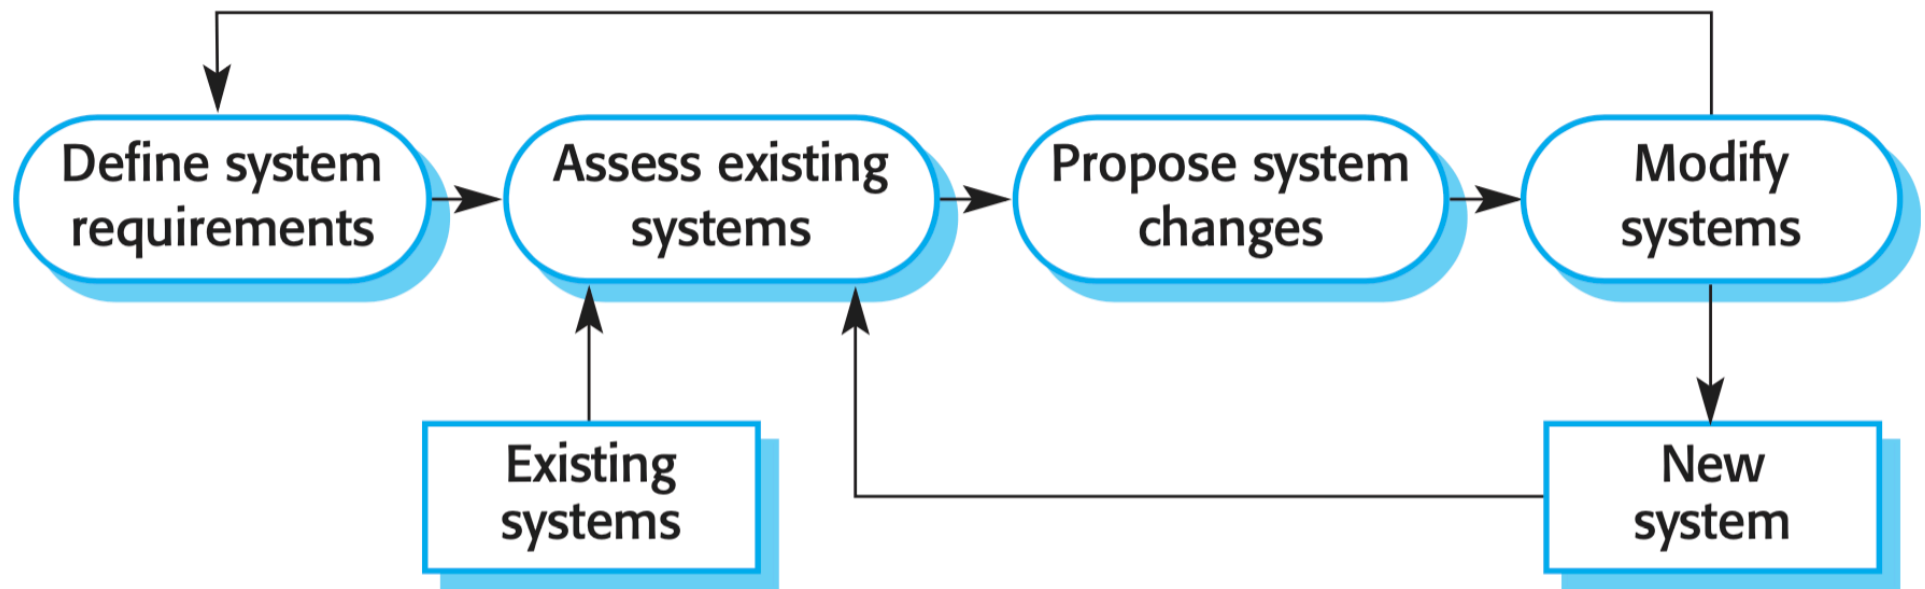 Define system
requirements
Assess existing
systems
Propose system
changes
Modify
systems
Existing
systems
New
system